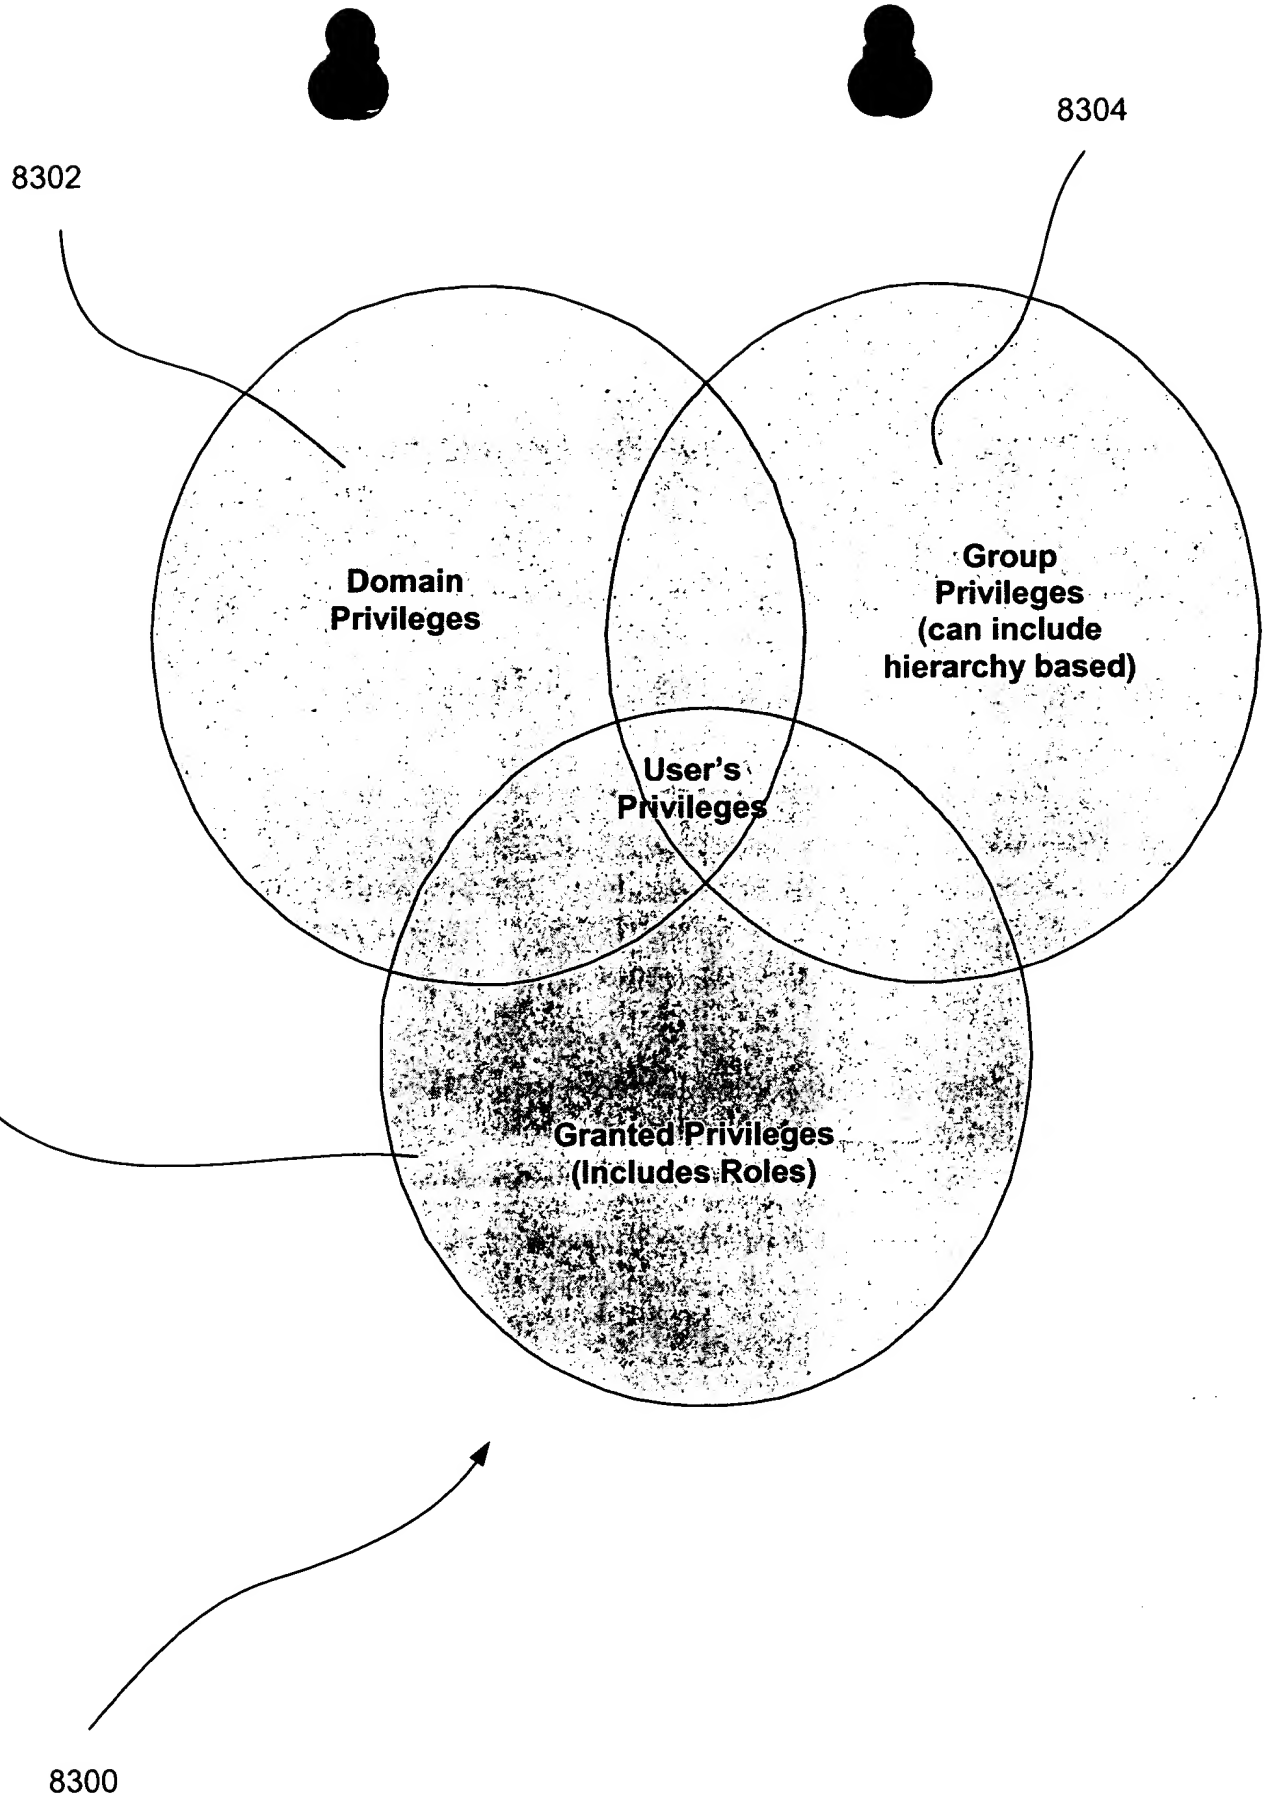 8304
8302
Domain
Privileges
Group
Privileges
(can include
hierarchy based)
User's
Privileges
Granted Privileges
(Includes Roles)
8300